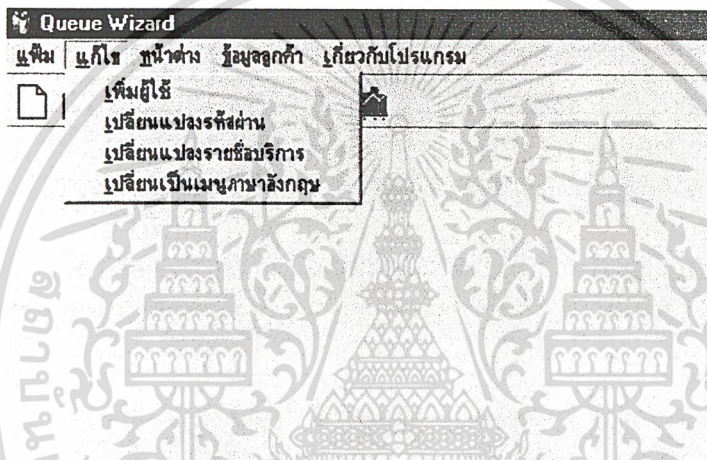 Queue Wizard
แฟ้ม แก้ไข หน้าต่าง ข้อมูลลูกค้า เกี่ยวกับโปรแกรม
เพิ่มผู้ใช้
เปลี่ยนแปลงรหัสผ่าน
เปลี่ยนแปลงรายชื่อบริการ
เปลี่ยนเป็นเมนูภาษาอังกฤษ